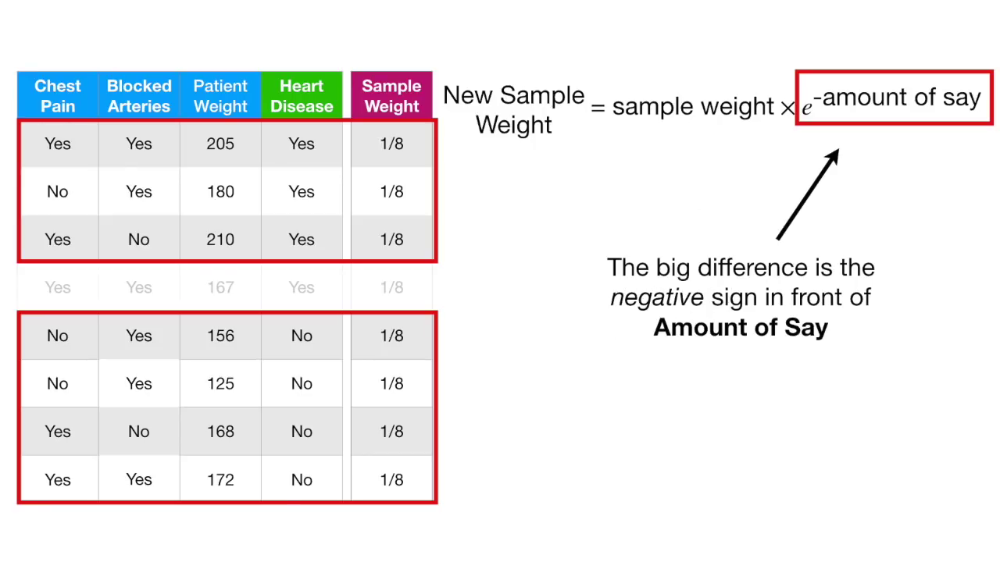 Chest Pain Blocked Arteries Patient Weight Heart Disease Sample Weight
Yes Yes 205 Yes 1/8
No Yes 180 Yes 1/8
Yes No 210 Yes 1/8
Yes Yes 167 Yes 1/8
No Yes 156 No 1/8
No Yes 125 No 1/8
Yes No 168 No 1/8
Yes Yes 172 No 1/8
New Sample
Weight
= sample weight × e^-amount of say
The big difference is the
negative sign in front of
Amount of Say